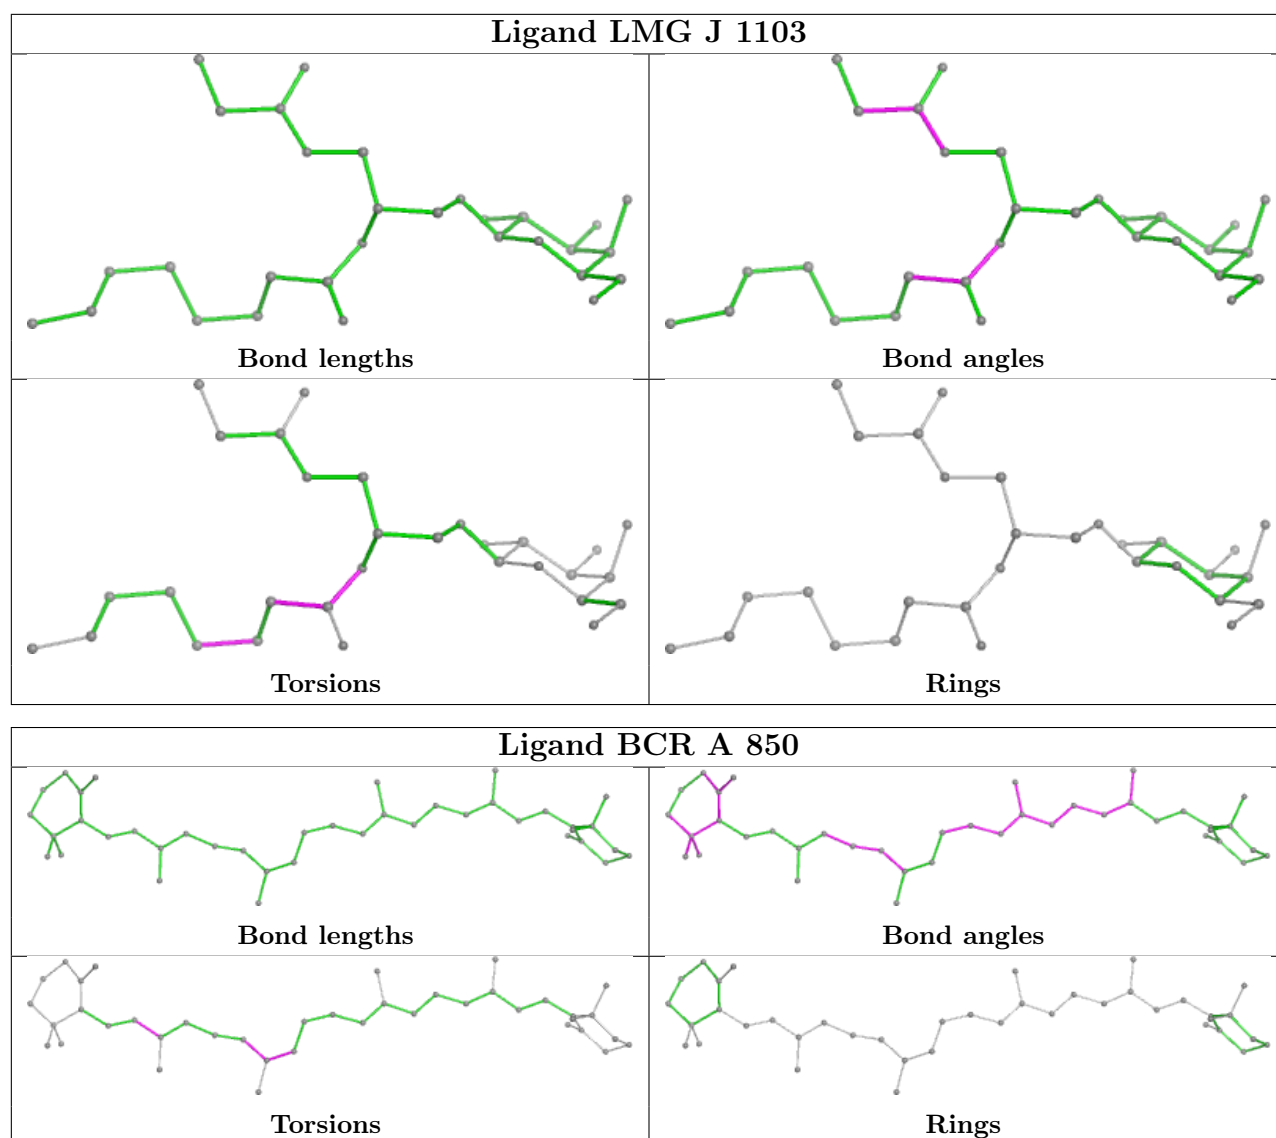 Ligand LMG J 1103
Bond lengths
Bond angles
Torsions
Rings
Ligand BCR A 850
Bond lengths
Bond angles
Torsions
Rings